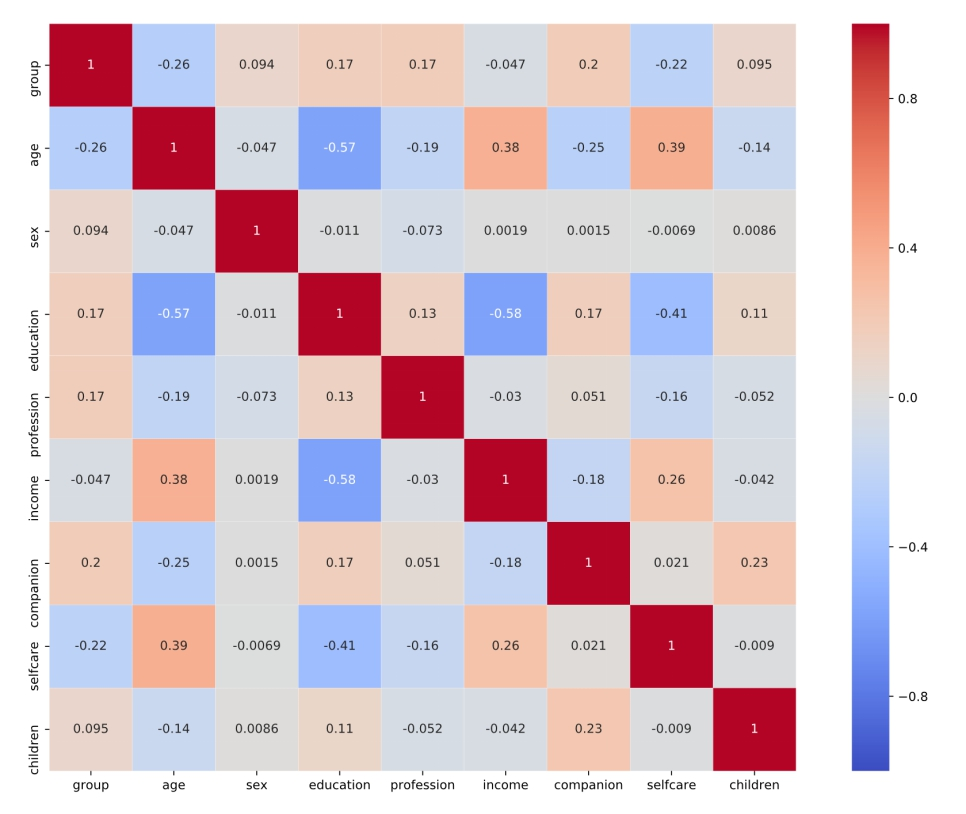 group 1 -0.26 0.094 0.17 0.17 -0.047 0.2 -0.22 0.095
age -0.26 1 -0.047 -0.57 -0.19 0.38 -0.25 0.39 -0.14
sex 0.094 -0.047 1 -0.011 -0.073 0.0019 0.0015 -0.0069 0.0086
education 0.17 -0.57 -0.011 1 0.13 -0.58 0.17 -0.41 0.11
profession 0.17 -0.19 -0.073 0.13 1 -0.03 0.051 -0.16 -0.052
income -0.047 0.38 0.0019 -0.58 -0.03 1 -0.18 0.26 -0.042
companion 0.2 -0.25 0.0015 0.17 0.051 -0.18 1 0.021 0.23
selfcare -0.22 0.39 -0.0069 -0.41 -0.16 0.26 0.021 1 -0.009
children 0.095 -0.14 0.0086 0.11 -0.052 -0.042 0.23 -0.009 1
group age sex education profession income companion selfcare children
0.8
0.4
0.0
−0.4
−0.8